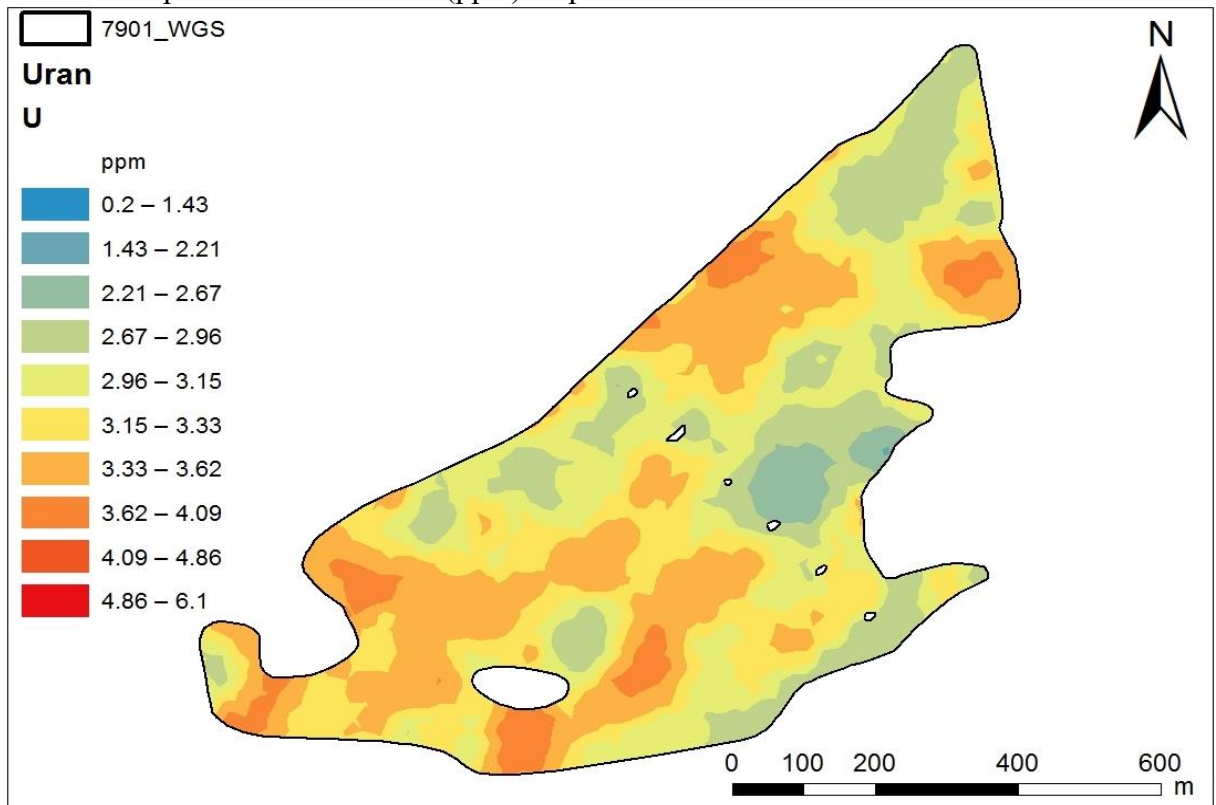 7901_WGS
N
Uran
U
ppm
0.2 – 1.43
1.43 – 2.21
2.21 – 2.67
2.67 – 2.96
2.96 – 3.15
3.15 – 3.33
3.33 – 3.62
3.62 – 4.09
4.09 – 4.86
4.86 – 6.1
0 100 200 400 600
m